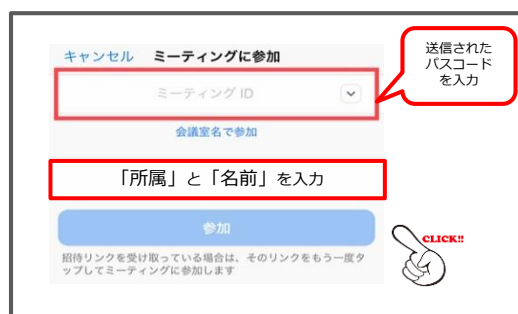 キャンセル ミーティングに参加
送信された
パスコード
を入力
ミーティング ID
会議室名で参加
「所属」と「名前」を入力
参加
CLICK!!
招待リンクを受け取っている場合は、そのリンクをもう一度タ
ップしてミーティングに参加します